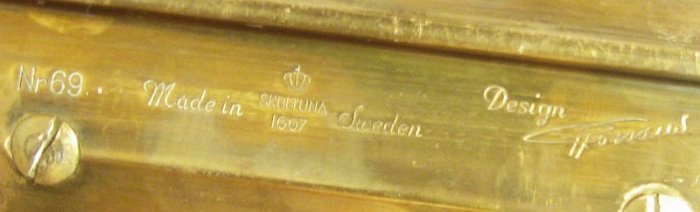 Nr 69.
Made in SKULTUNA 1607 Sweden
Design